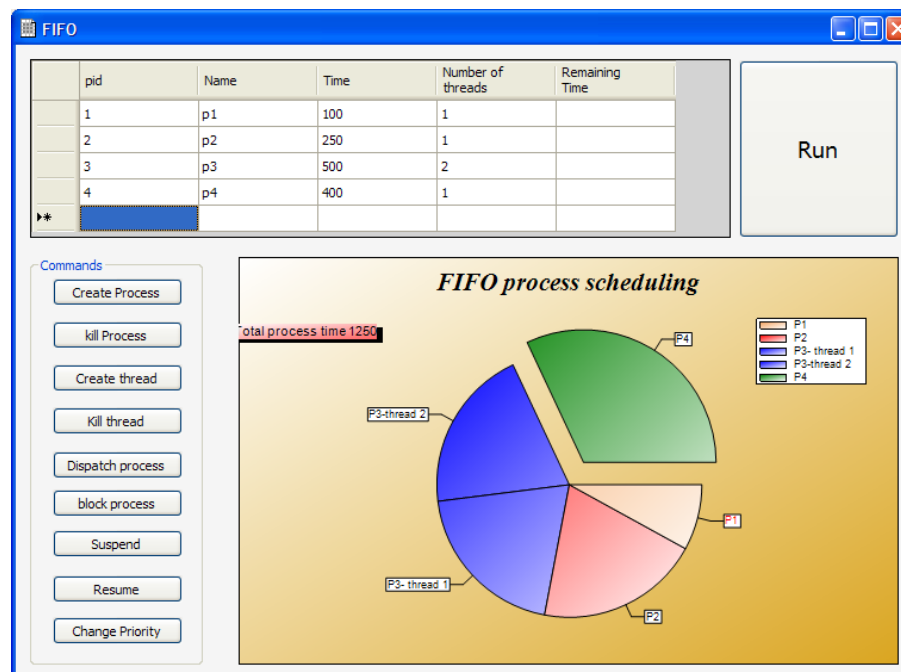 FIFO
pid Name Time Number of threads Remaining Time
1 p1 100 1
2 p2 250 1
3 p3 500 2
4 p4 400 1
Run
Commands
Create Process
kill Process
Create thread
Kill thread
Dispatch process
block process
Suspend
Resume
Change Priority
FIFO process scheduling
otal process time 1250
P1
P2
P3- thread 1
P3-thread 2
P4
P4
P3-thread 2
P1
P3- thread 1
P2